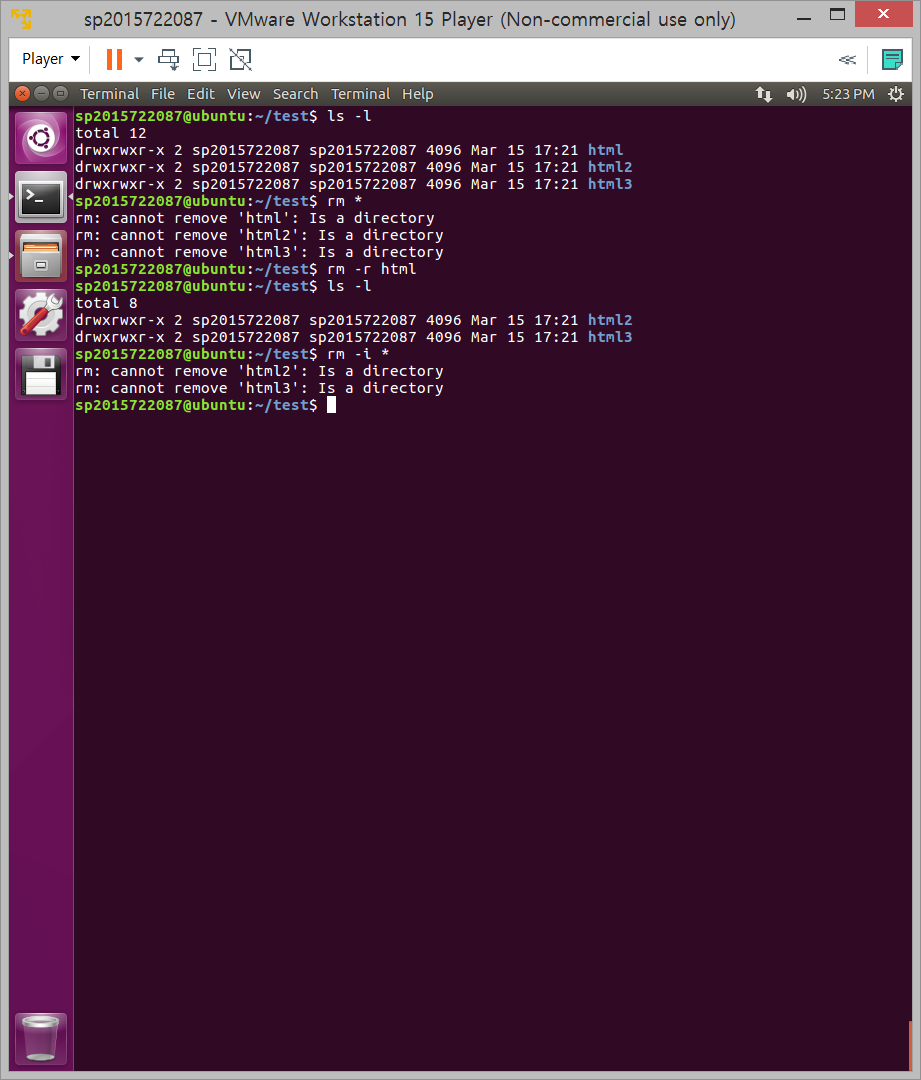 sp2015722087 - VMware Workstation 15 Player (Non-commercial use only)
Player
Terminal File Edit View Search Terminal Help 5:23 PM
sp2015722087@ubuntu:~/test$ ls -l
total 12
drwxrwxr-x 2 sp2015722087 sp2015722087 4096 Mar 15 17:21 html
drwxrwxr-x 2 sp2015722087 sp2015722087 4096 Mar 15 17:21 html2
drwxrwxr-x 2 sp2015722087 sp2015722087 4096 Mar 15 17:21 html3
sp2015722087@ubuntu:~/test$ rm *
rm: cannot remove 'html': Is a directory
rm: cannot remove 'html2': Is a directory
rm: cannot remove 'html3': Is a directory
sp2015722087@ubuntu:~/test$ rm -r html
sp2015722087@ubuntu:~/test$ ls -l
total 8
drwxrwxr-x 2 sp2015722087 sp2015722087 4096 Mar 15 17:21 html2
drwxrwxr-x 2 sp2015722087 sp2015722087 4096 Mar 15 17:21 html3
sp2015722087@ubuntu:~/test$ rm -i *
rm: cannot remove 'html2': Is a directory
rm: cannot remove 'html3': Is a directory
sp2015722087@ubuntu:~/test$